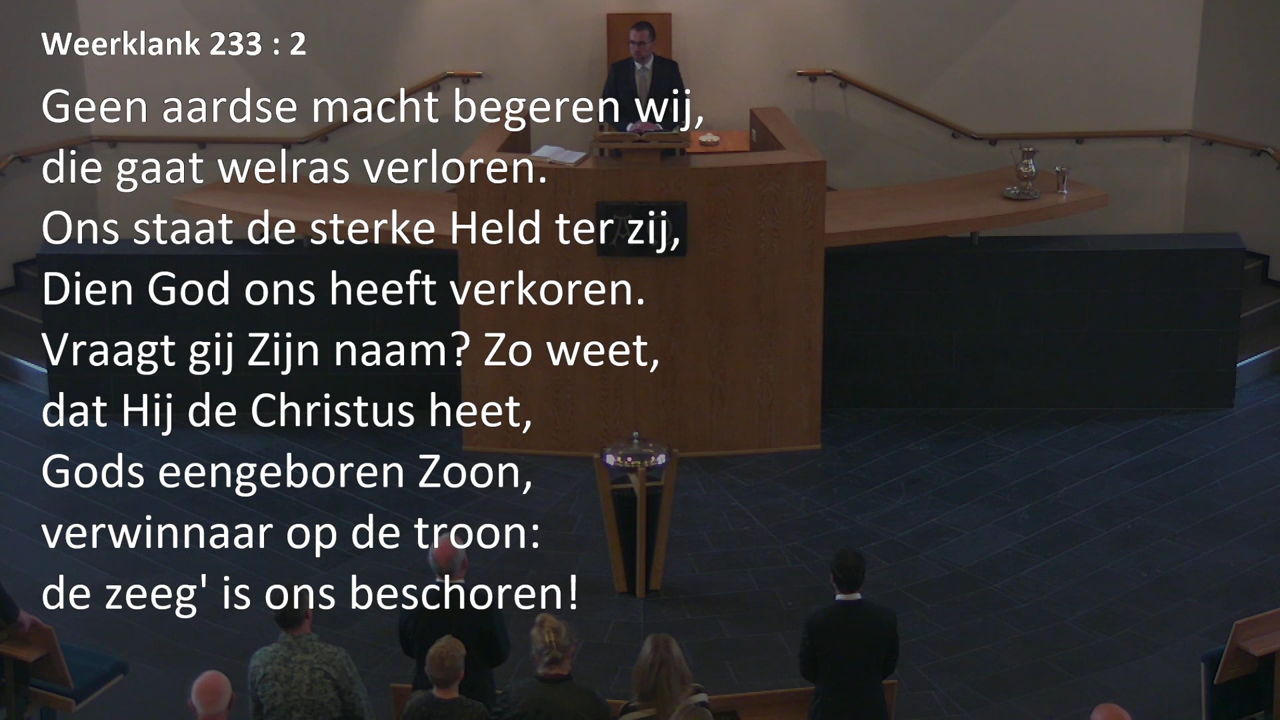 Weerklank 233 : 2
Geen aardse macht begeren wij,
die gaat welras verloren.
Ons staat de sterke Held ter zij,
Dien God ons heeft verkoren.
Vraagt gij Zijn naam? Zo weet,
dat Hij de Christus heet,
Gods eengeboren Zoon,
verwinnaar op de troon:
de zeeg' is ons beschoren!